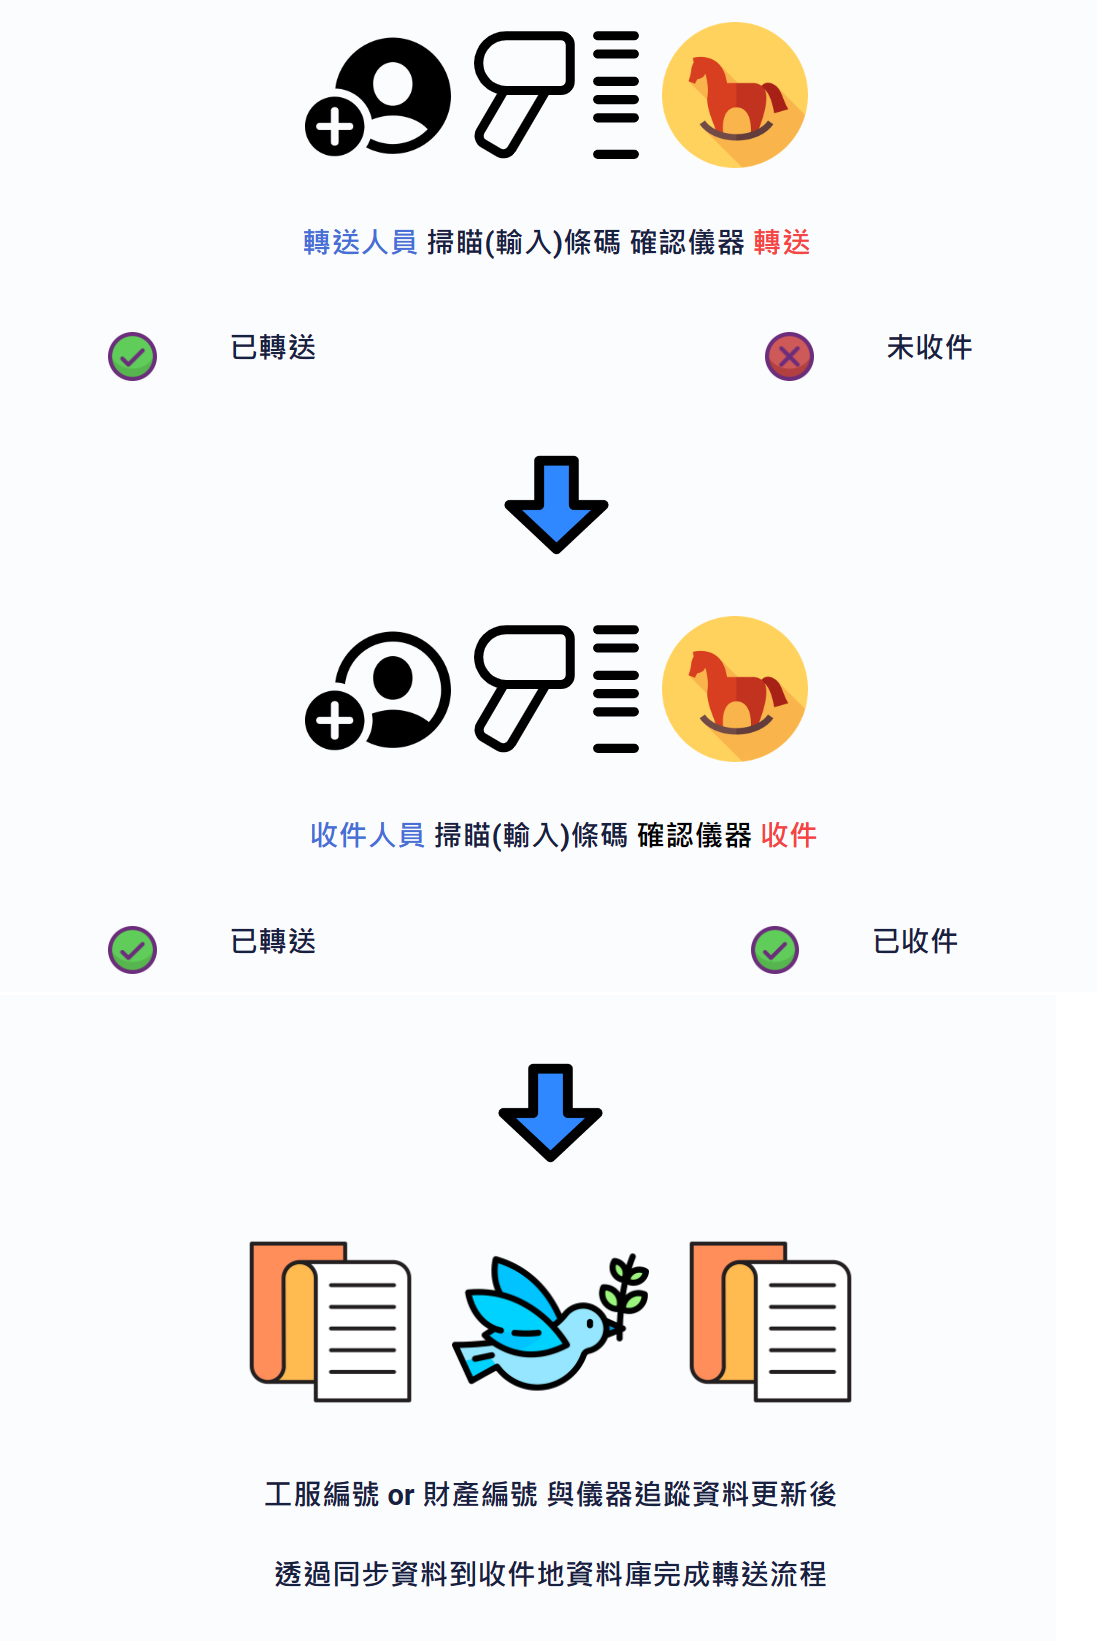 轉送人員 掃瞄(輸入)條碼 確認儀器 轉送
已轉送 未收件
收件人員 掃瞄(輸入)條碼 確認儀器 收件
已轉送 已收件
工服編號 or 財產編號 與儀器追蹤資料更新後
透過同步資料到收件地資料庫完成轉送流程